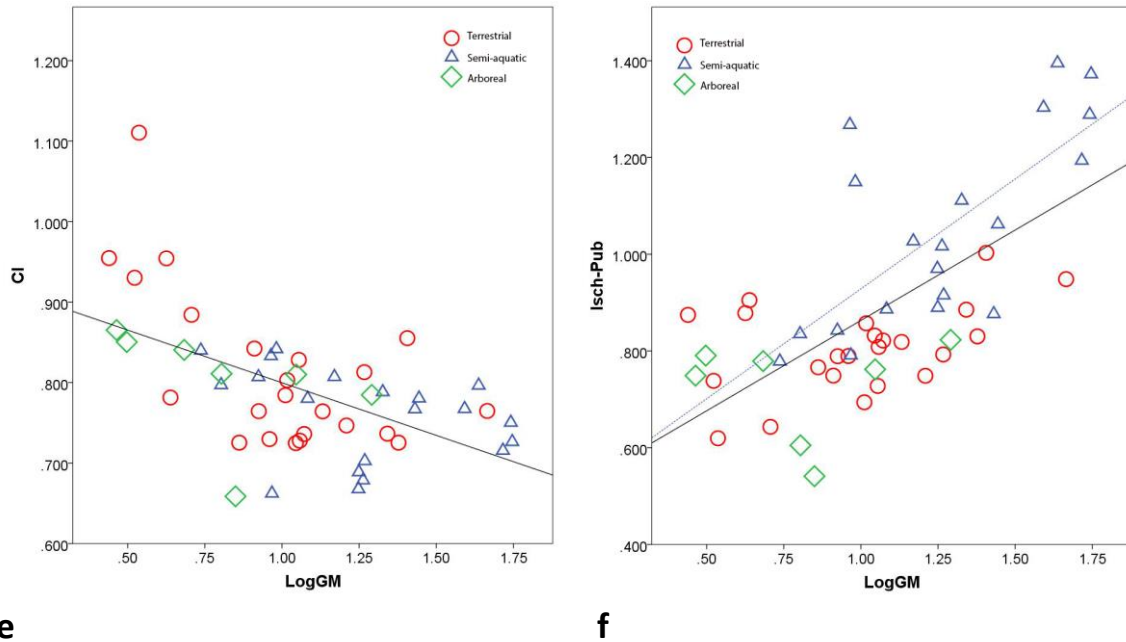 Terrestrial
Semi-aquatic
Arboreal
1.200
1.100
1.000
.900
.800
.700
.600
CI
.50 .75 1.00 1.25 1.50 1.75
LogGM
e
Terrestrial
Semi-aquatic
Arboreal
1.400
1.200
1.000
.800
.600
.400
Isch-Pub
.50 .75 1.00 1.25 1.50 1.75
LogGM
f